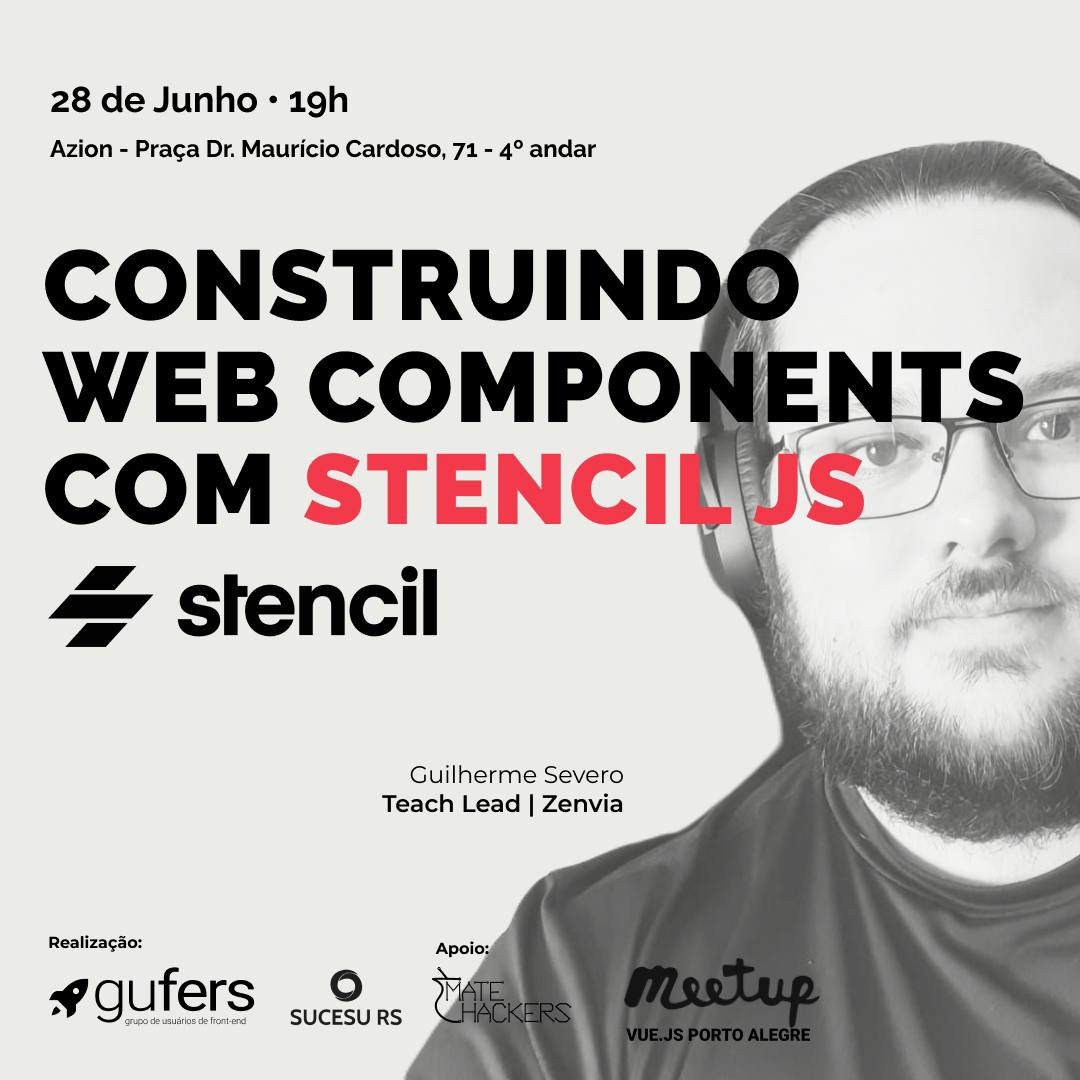 28 de Junho • 19h
Azion - Praça Dr. Maurício Cardoso, 71 - 4º andar
CONSTRUINDO
WEB COMPONENTS
COM STENCIL JS
stencil
Guilherme Severo
Teach Lead | Zenvia
Realização:
Apoio:
gufers
grupo de usuários de front-end
SUCESU RS
MATE
HACKERS
meetup
VUE.JS PORTO ALEGRE